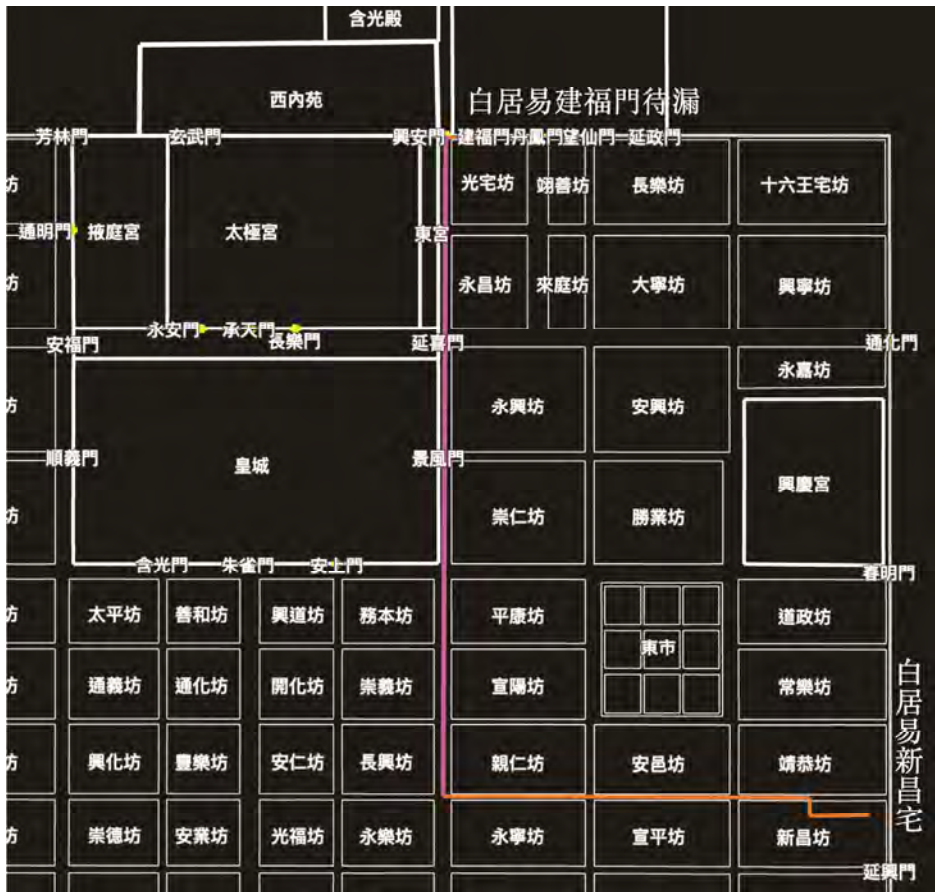 含光殿
西內苑
白居易建福門待漏
芳林門
玄武門
興安門
建福門
丹鳳門
望仙門
延政門
坊
光宅坊
翊善坊
長樂坊
十六王宅坊
通明門
掖庭宮
太極宮
東宮
坊
永昌坊
來庭坊
大寧坊
興寧坊
永安門
承天門
長樂門
安福門
延喜門
通化門
永嘉坊
坊
永興坊
安興坊
順義門
皇城
景風門
興慶宮
坊
崇仁坊
勝業坊
含光門
朱雀門
安上門
春明門
坊
太平坊
善和坊
興道坊
務本坊
平康坊
東市
道政坊
坊
通義坊
通化坊
開化坊
崇義坊
宣陽坊
常樂坊
白居易新昌宅
坊
興化坊
豐樂坊
安仁坊
長興坊
親仁坊
安邑坊
靖恭坊
坊
崇德坊
安業坊
光福坊
永樂坊
永寧坊
宣平坊
新昌坊
延興門